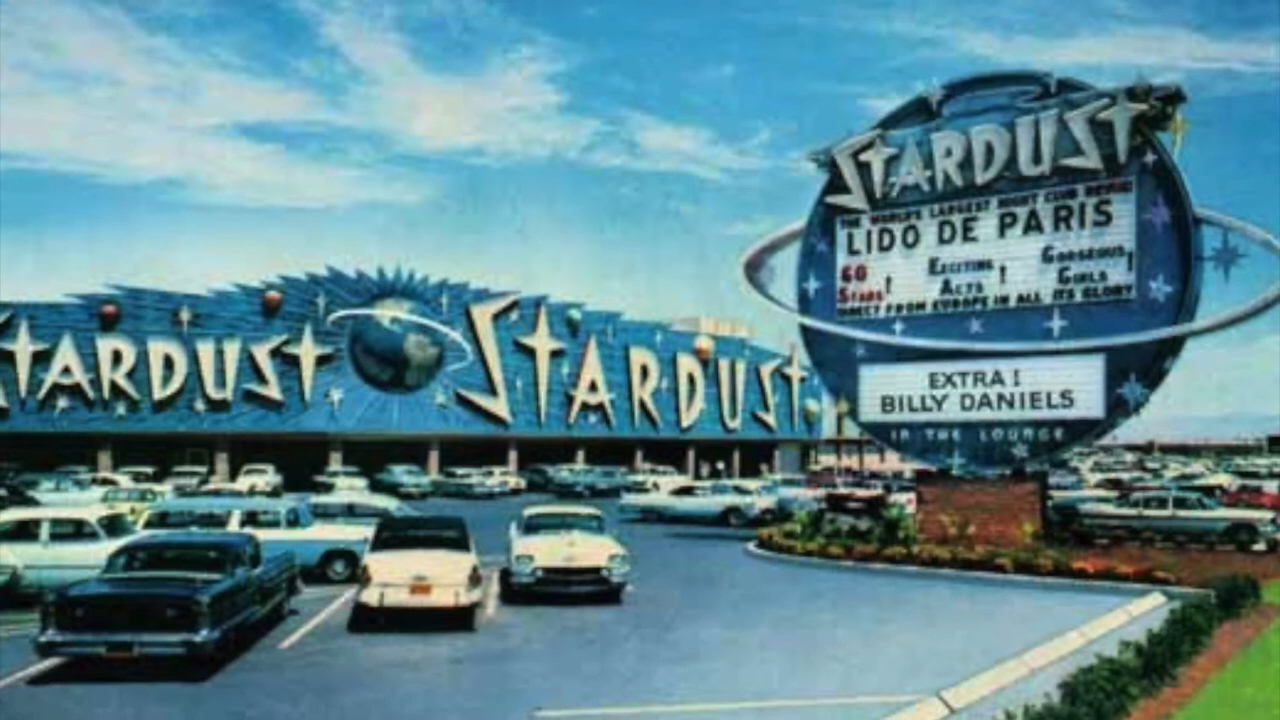 STARDUST
STARDUST
STARDUST
THE WORLD'S LARGEST NIGHT CLUB REVUE!
LIDO DE PARIS
60 EXCITING GORGEOUS
STARS! ACTS! GIRLS!
DIRECT FROM EUROPE IN ALL ITS GLORY
EXTRA!
BILLY DANIELS
IN THE LOUNGE